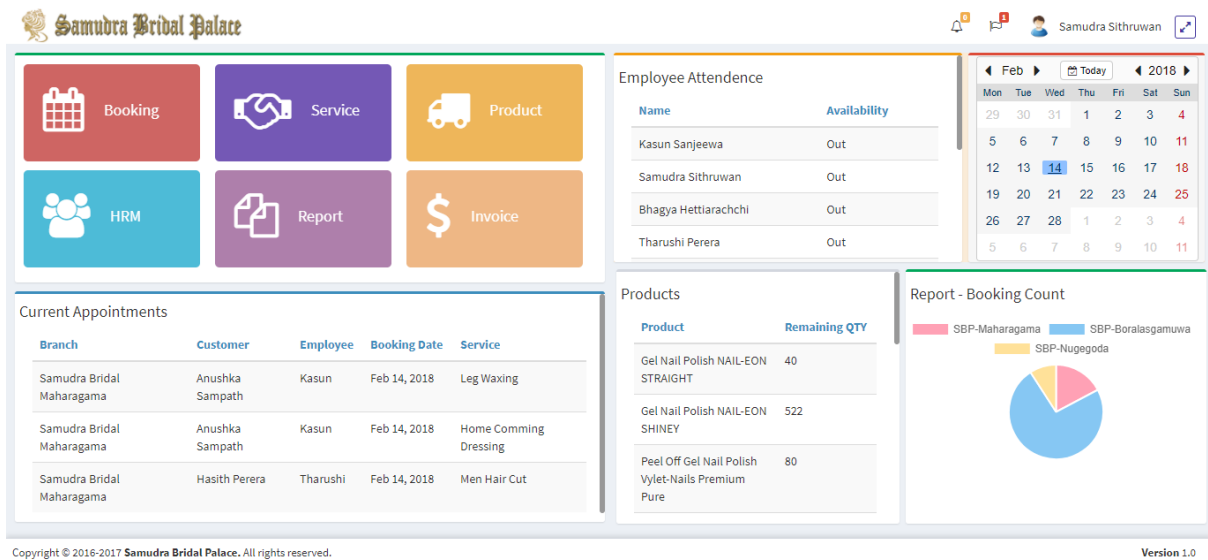 Samudra Bridal Palace
0
1
Samudra Sithruwan
Booking
Service
Product
HRM
Report
Invoice
Employee Attendence
Name Availability
Kasun Sanjeewa Out
Samudra Sithruwan Out
Bhagya Hettiarachchi Out
Tharushi Perera Out
Feb Today 2018
Mon Tue Wed Thu Fri Sat Sun
29 30 31 1 2 3 4
5 6 7 8 9 10 11
12 13 14 15 16 17 18
19 20 21 22 23 24 25
26 27 28 1 2 3 4
5 6 7 8 9 10 11
Current Appointments
Branch Customer Employee Booking Date Service
Samudra Bridal Anushka Kasun Feb 14, 2018 Leg Waxing
Maharagama Sampath
Samudra Bridal Anushka Kasun Feb 14, 2018 Home Comming
Maharagama Sampath Dressing
Samudra Bridal Hasith Perera Tharushi Feb 14, 2018 Men Hair Cut
Maharagama
Products
Product Remaining QTY
Gel Nail Polish NAIL-EON 40
STRAIGHT
Gel Nail Polish NAIL-EON 522
SHINEY
Peel Off Gel Nail Polish 80
Vylet-Nails Premium
Pure
Report - Booking Count
SBP-Maharagama SBP-Boralasgamuwa
SBP-Nugegoda
Copyright © 2016-2017 Samudra Bridal Palace. All rights reserved. Version 1.0